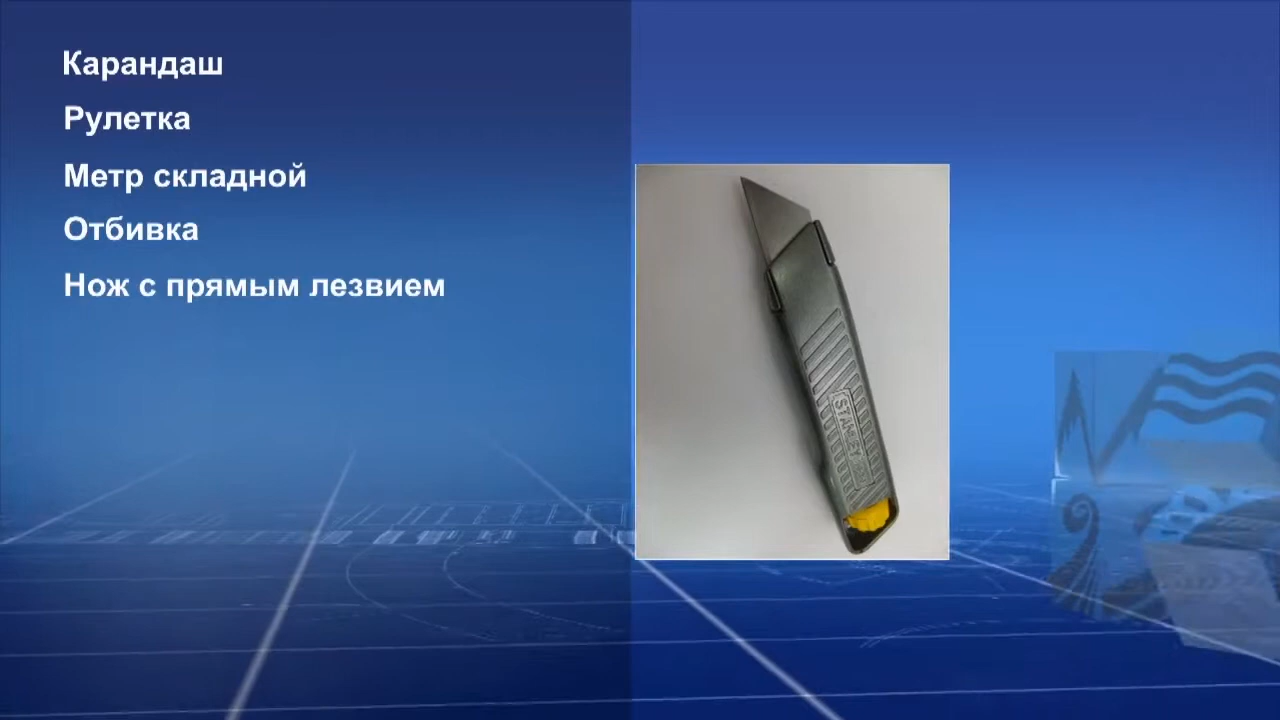 Карандаш
Рулетка
Метр складной
Отбивка
Нож с прямым лезвием
STANLEY